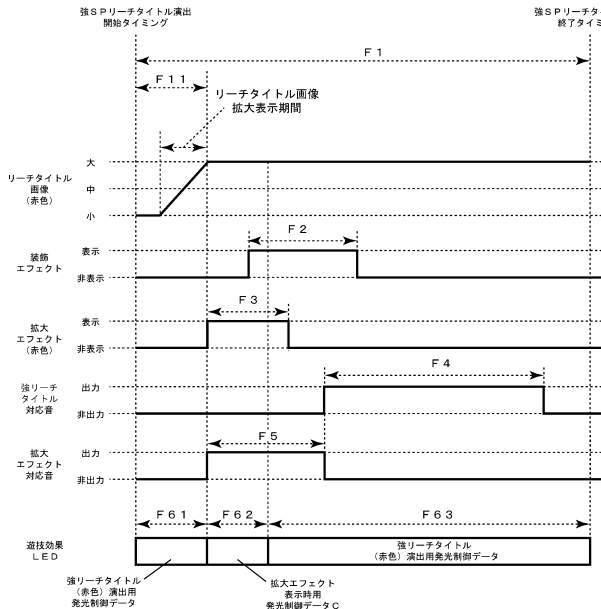 強ＳＰリーチタイトル演出
開始タイミング
強ＳＰリーチタ
終了タイミ
Ｆ１
Ｆ１１
リーチタイトル画像
拡大表示期間
リーチタイトル
画像
（赤色）
大
中
小
Ｆ２
装飾
エフェクト
表示
非表示
Ｆ３
拡大
エフェクト
（赤色）
表示
非表示
Ｆ４
強リーチ
タイトル
対応音
出力
非出力
Ｆ５
拡大
エフェクト
対応音
出力
非出力
Ｆ６１
Ｆ６２
Ｆ６３
遊技効果
ＬＥＤ
強リーチタイトル
（赤色）演出用発光制御データ
強リーチタイトル
（赤色）演出用
発光制御データ
拡大エフェクト
表示時用
発光制御データＣ